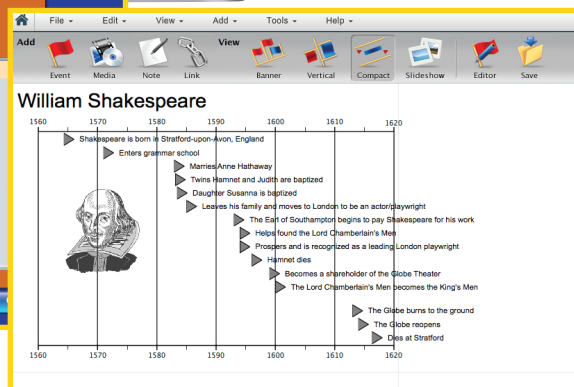 File Edit View Add Tools Help
Add View
Event Media Note Link Banner Vertical Compact Slideshow Editor Save
William Shakespeare
1560 1570 1580 1590 1600 1610 1620
Shakespeare is born in Stratford-upon-Avon, England
Enters grammar school
Marries Anne Hathaway
Twins Hamnet and Judith are baptized
Daughter Susanna is baptized
Leaves his family and moves to London to be an actor/playwright
The Earl of Southampton begins to pay Shakespeare for his work
Helps found the Lord Chamberlain's Men
Prospers and is recognized as a leading London playwright
Hamnet dies
Becomes a shareholder of the Globe Theater
The Lord Chamberlain's Men becomes the King's Men
The Globe burns to the ground
The Globe reopens
Dies at Stratford
1560 1570 1580 1590 1600 1610 1620